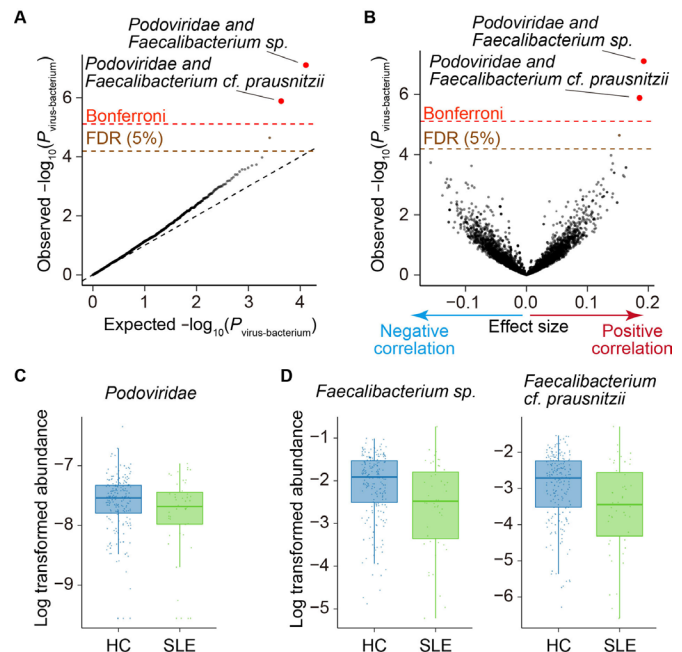 A
Podoviridae and
Faecalibacterium sp.
Podoviridae and
Faecalibacterium cf. prausnitzii
Bonferroni
FDR (5%)
Observed −log10(Pvirus-bacterium)
6
4
2
0
0
1
2
3
4
Expected −log10(Pvirus-bacterium)
B
Podoviridae and
Faecalibacterium sp.
Podoviridae and
Faecalibacterium cf. prausnitzii
Bonferroni
FDR (5%)
Observed −log10(Pvirus-bacterium)
6
4
2
0
−0.1
0.0
0.1
0.2
Effect size
Negative
correlation
Positive
correlation
C
Podoviridae
Log transformed abundance
−7
−8
−9
HC
SLE
D
Faecalibacterium sp.
Log transformed abundance
−1
−2
−3
−4
−5
HC
SLE
Faecalibacterium
cf. prausnitzii
−2
−3
−4
−5
−6
HC
SLE